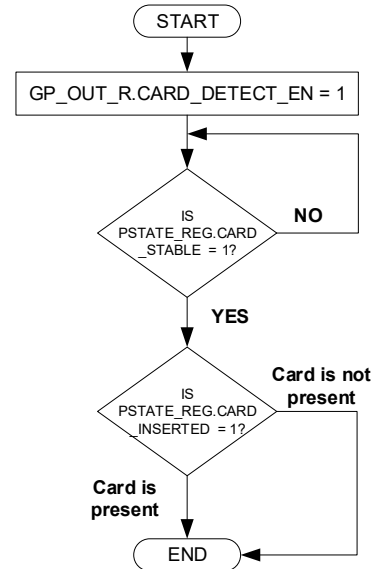 START
GP_OUT_R.CARD_DETECT_EN = 1
IS
PSTATE_REG.CARD
_STABLE = 1?
NO
YES
IS
PSTATE_REG.CARD
_INSERTED = 1?
Card is not
present
Card is
present
END